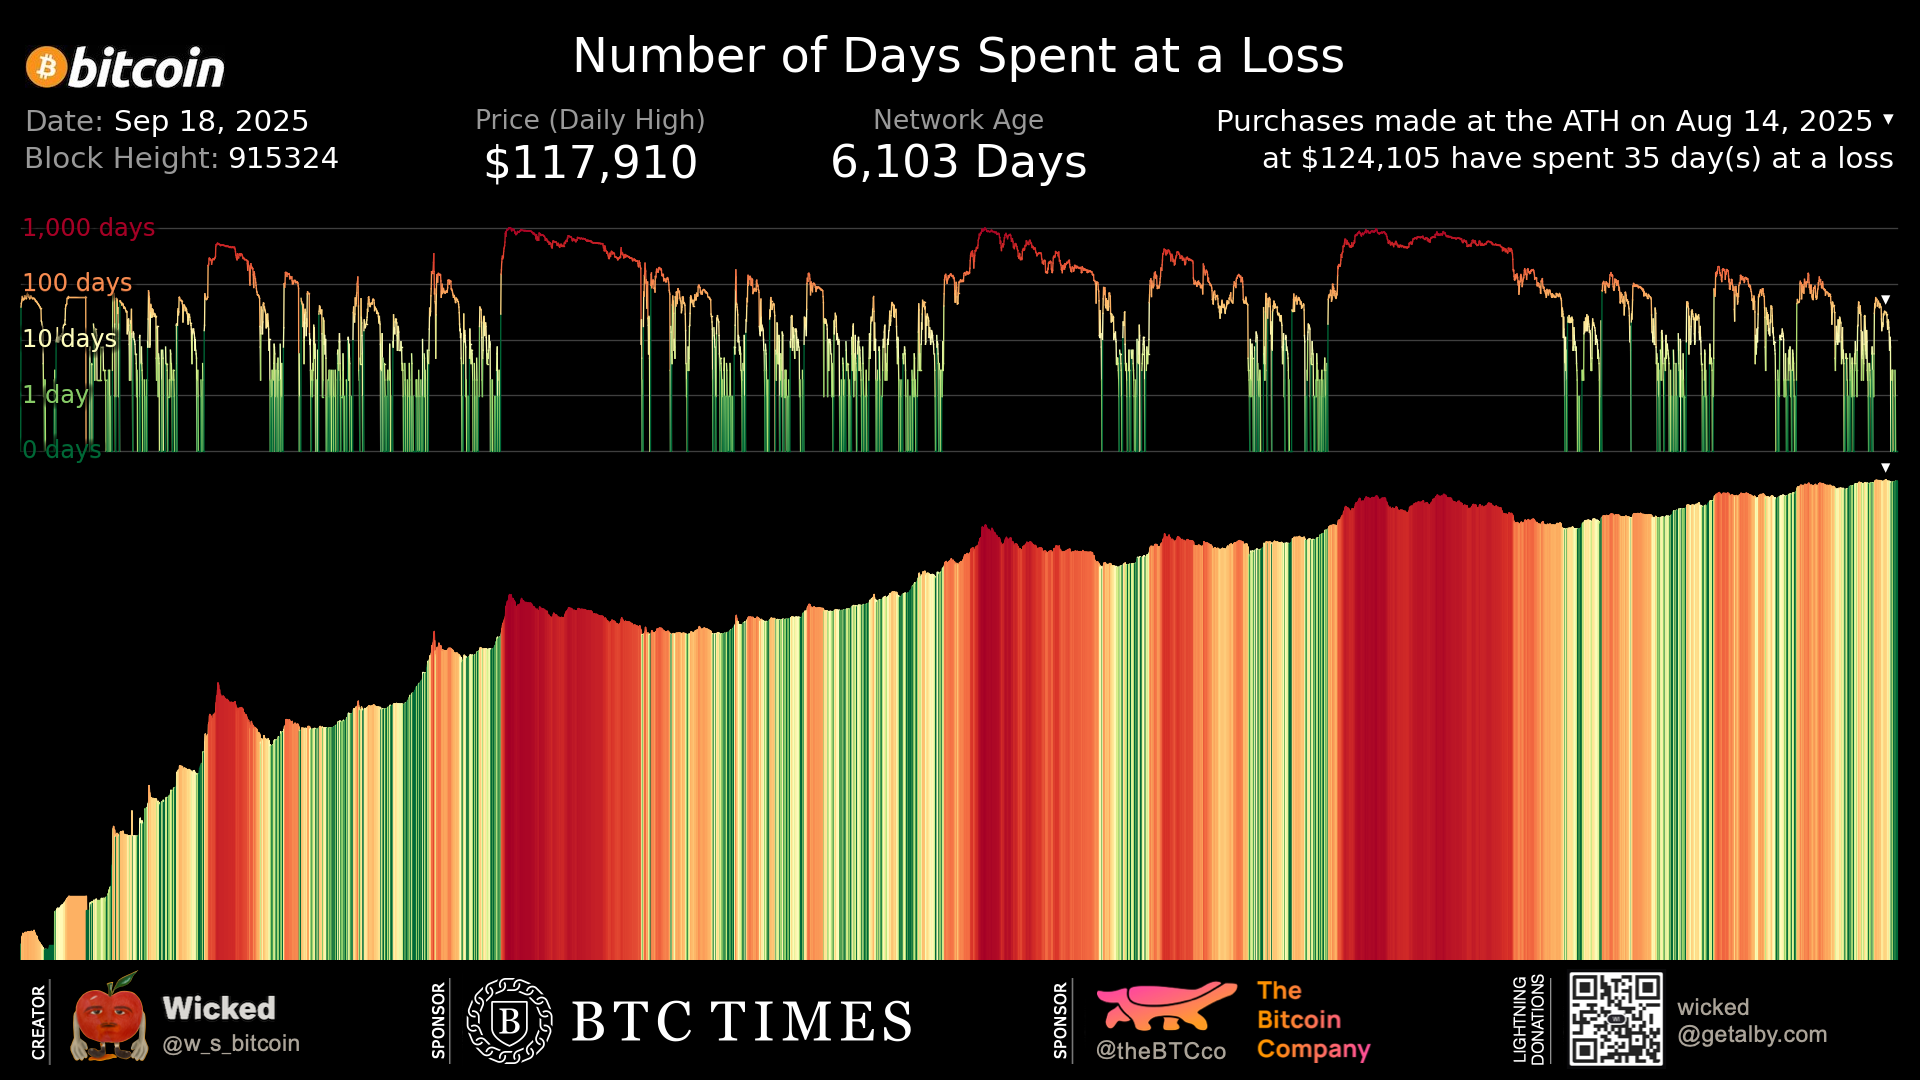 bitcoin
Number of Days Spent at a Loss
Date: Sep 18, 2025
Block Height: 915324
Price (Daily High)
$117,910
Network Age
6,103 Days
Purchases made at the ATH on Aug 14, 2025 ▼
at $124,105 have spent 35 day(s) at a loss
1,000 days
100 days
10 days
1 day
0 days
CREATOR
Wicked
@w_s_bitcoin
SPONSOR
B
BTC TIMES
SPONSOR
@theBTCco
The
Bitcoin
Company
LIGHTNING
DONATIONS
wicked
@getalby.com